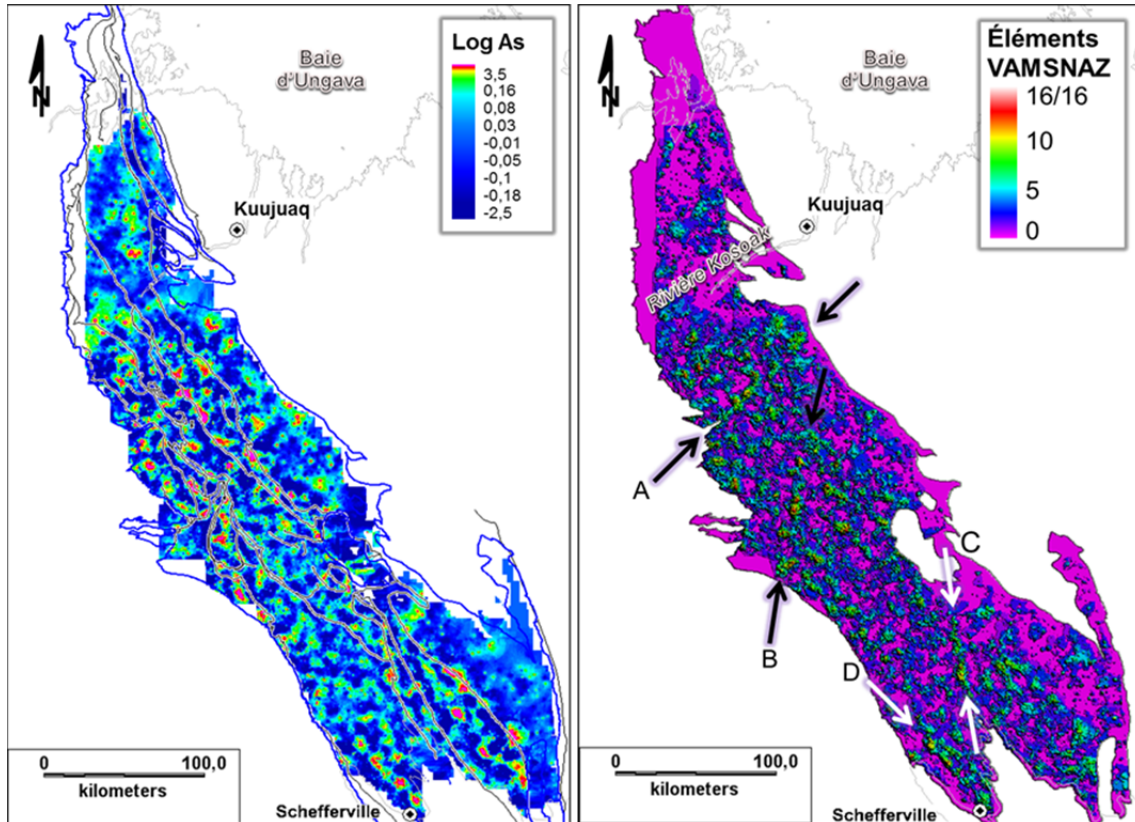 Baie
d'Ungava
N
Log As
3,5
0,16
0,08
0,03
-0,01
-0,05
-0,1
-0,18
-2,5
Kuujuaq
0 100,0
kilometers
Schefferville
Baie
d'Ungava
N
Éléments
VAMSNAZ
16/16
10
5
0
Kuujuaq
Rivière Kosoak
A
B
C
D
0 100,0
kilometers
Schefferville